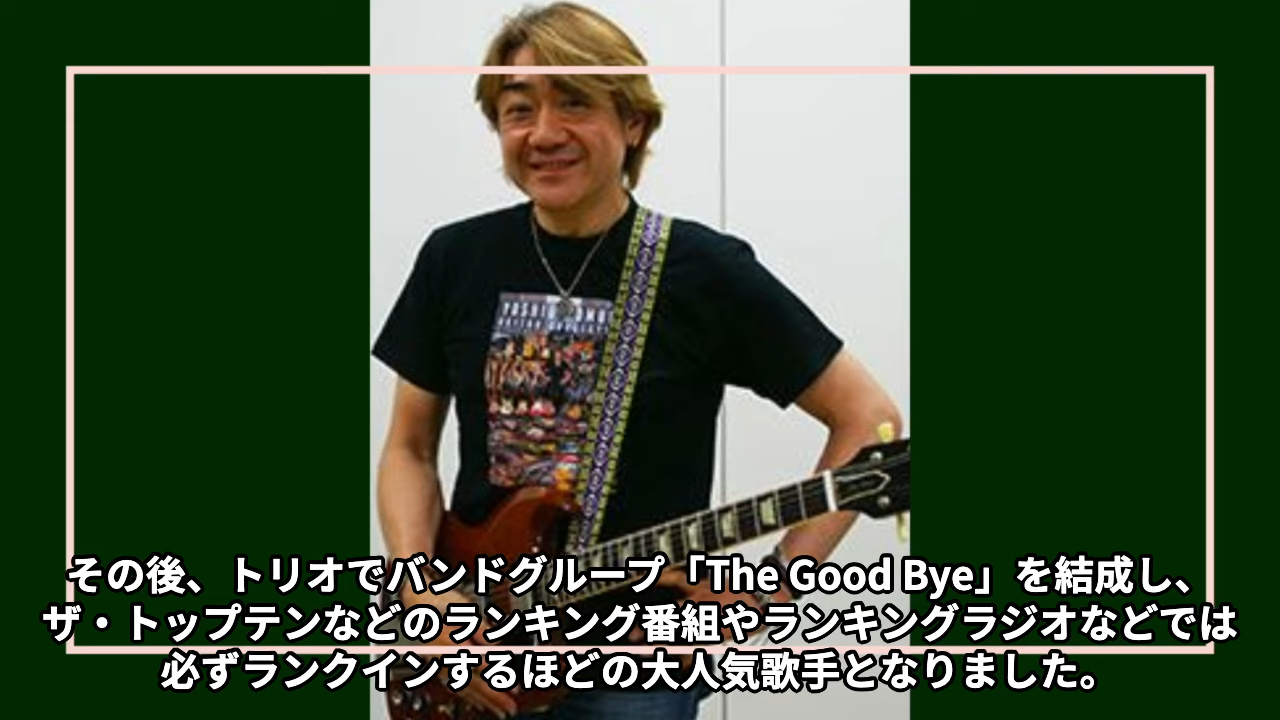 その後、トリオでバンドグループ「The Good Bye」を結成し、
ザ・トップテンなどのランキング番組やランキングラジオなどでは
必ずランクインするほどの大人気歌手となりました。